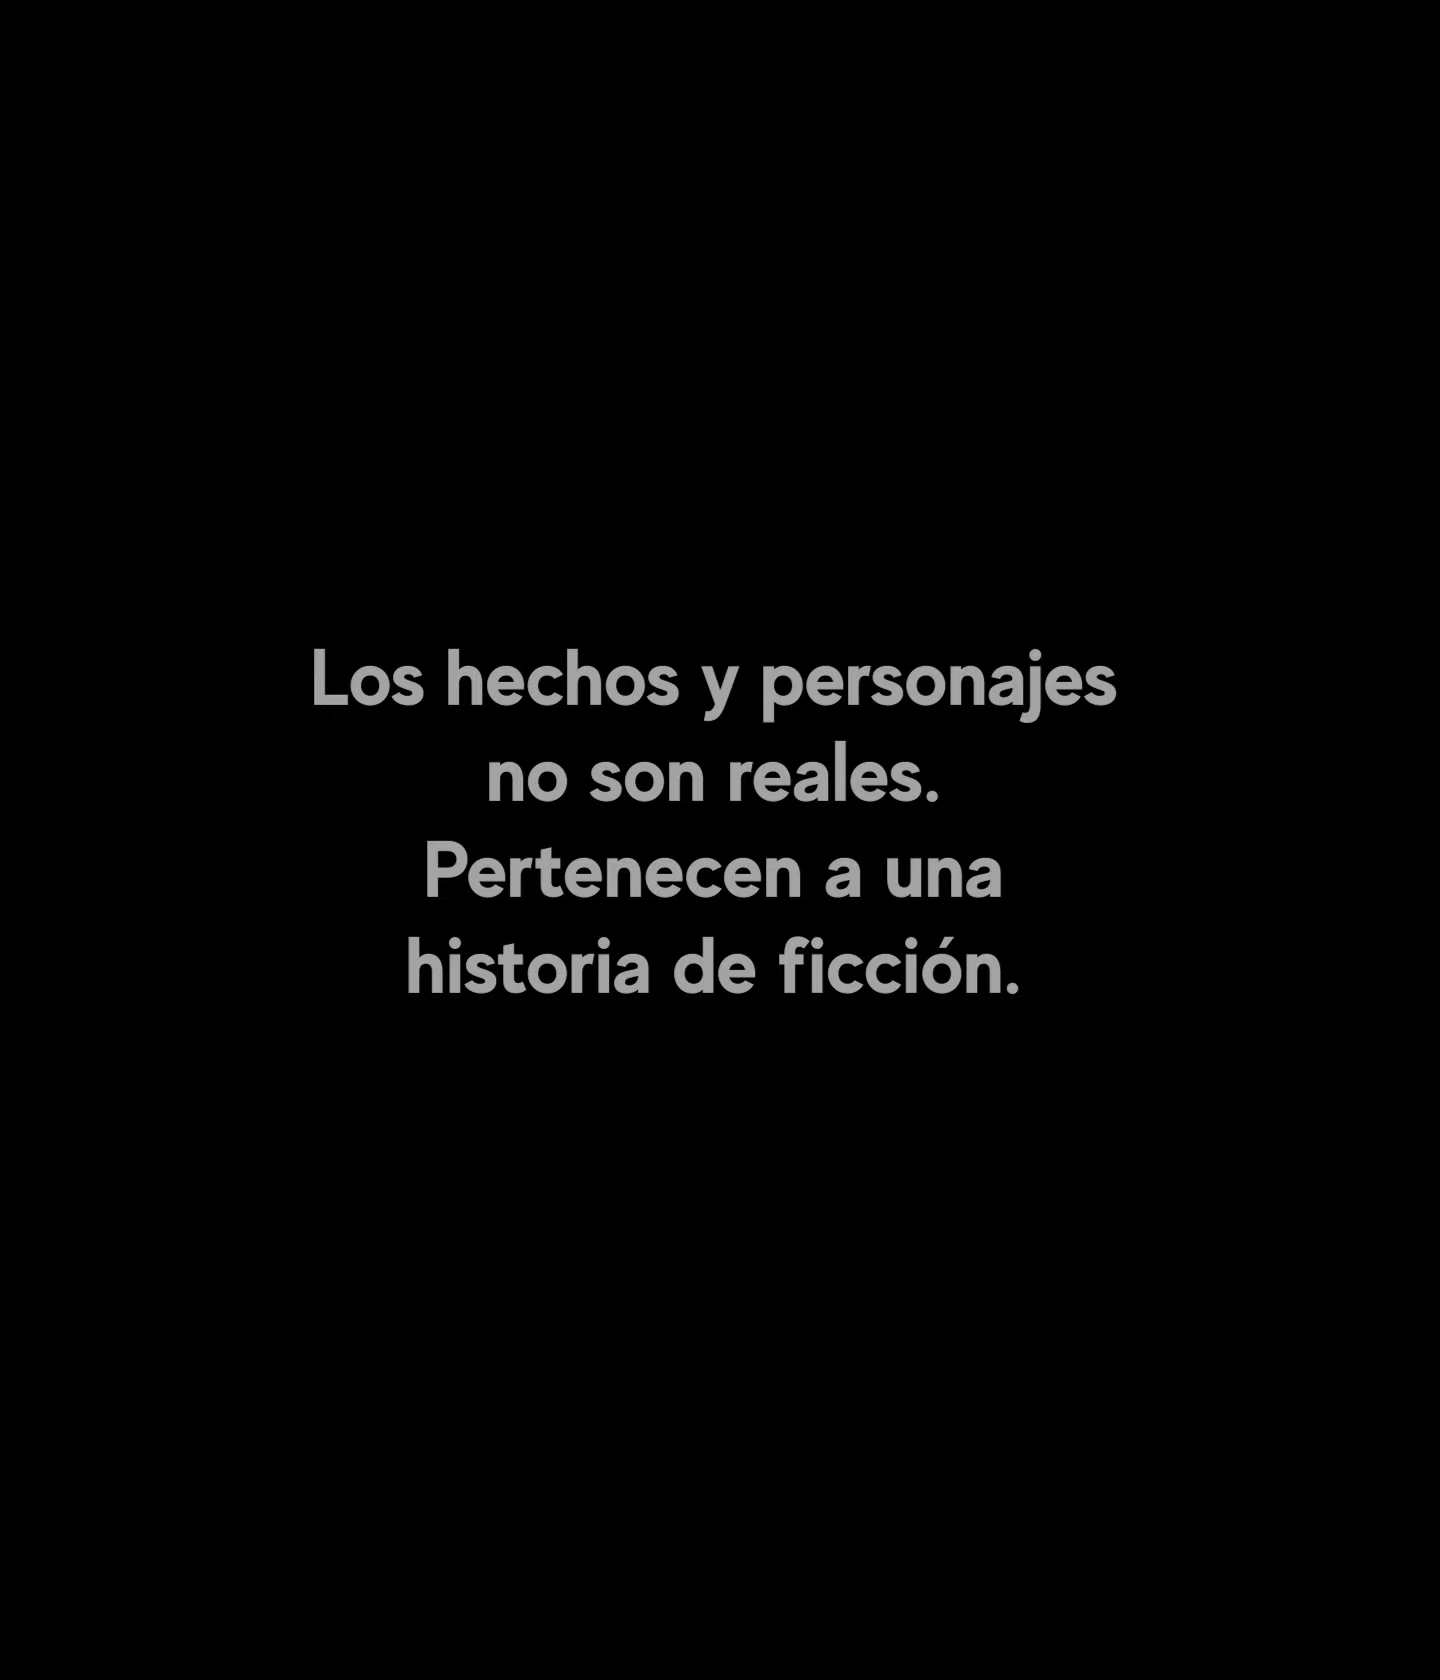 Los hechos y personajes
no son reales.
Pertenecen a una
historia de ficción.